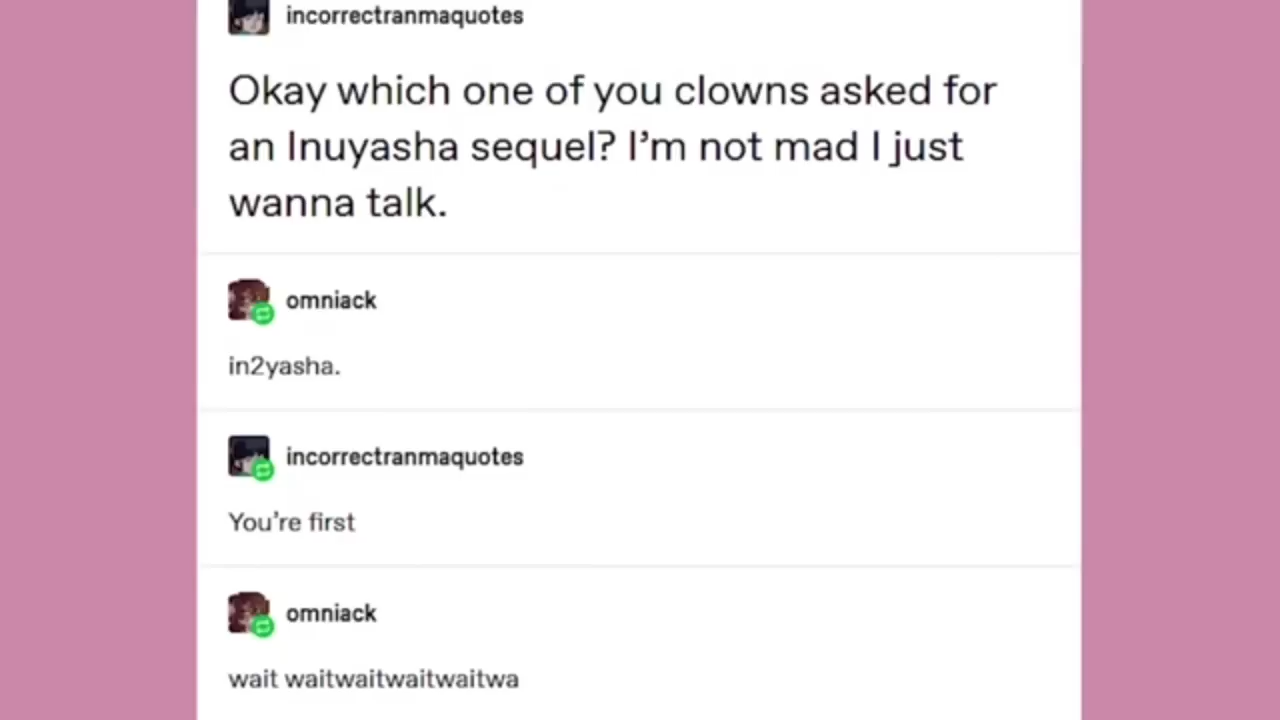 incorrectranmaquotes
Okay which one of you clowns asked for
an Inuyasha sequel? I’m not mad I just
wanna talk.
omniack
in2yasha.
incorrectranmaquotes
You’re first
omniack
wait waitwaitwaitwaitwa